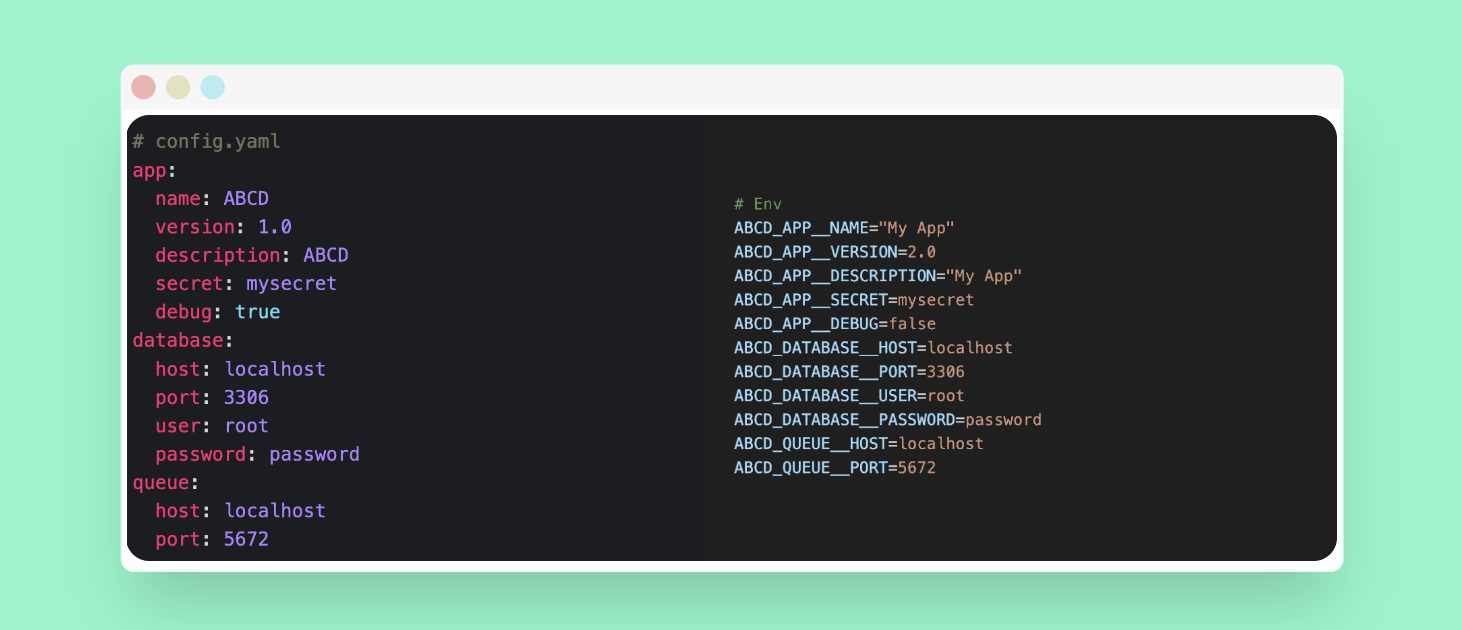 # config.yaml
app:
  name: ABCD
  version: 1.0
  description: ABCD
  secret: mysecret
  debug: true
database:
  host: localhost
  port: 3306
  user: root
  password: password
queue:
  host: localhost
  port: 5672
# Env
ABCD_APP__NAME="My App"
ABCD_APP__VERSION=2.0
ABCD_APP__DESCRIPTION="My App"
ABCD_APP__SECRET=mysecret
ABCD_APP__DEBUG=false
ABCD_DATABASE__HOST=localhost
ABCD_DATABASE__PORT=3306
ABCD_DATABASE__USER=root
ABCD_DATABASE__PASSWORD=password
ABCD_QUEUE__HOST=localhost
ABCD_QUEUE__PORT=5672